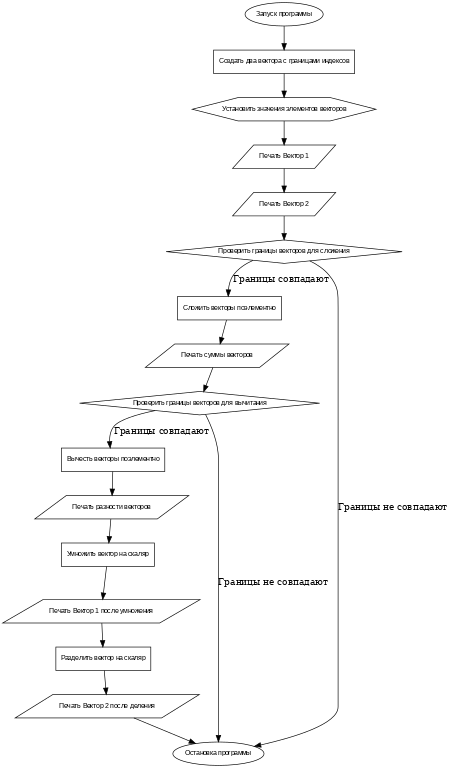 Запуск программы
Создать два вектора с границами индексов
Установить значения элементов векторов
Печать Вектор 1
Печать Вектор 2
Проверить границы векторов для сложения
Границы совпадают
Сложить векторы поэлементно
Печать суммы векторов
Проверить границы векторов для вычитания
Границы совпадают
Вычесть векторы поэлементно
Печать разности векторов
Границы не совпадают
Умножить вектор на скаляр
Границы не совпадают
Печать Вектор 1 после умножения
Разделить вектор на скаляр
Печать Вектор 2 после деления
Остановка программы